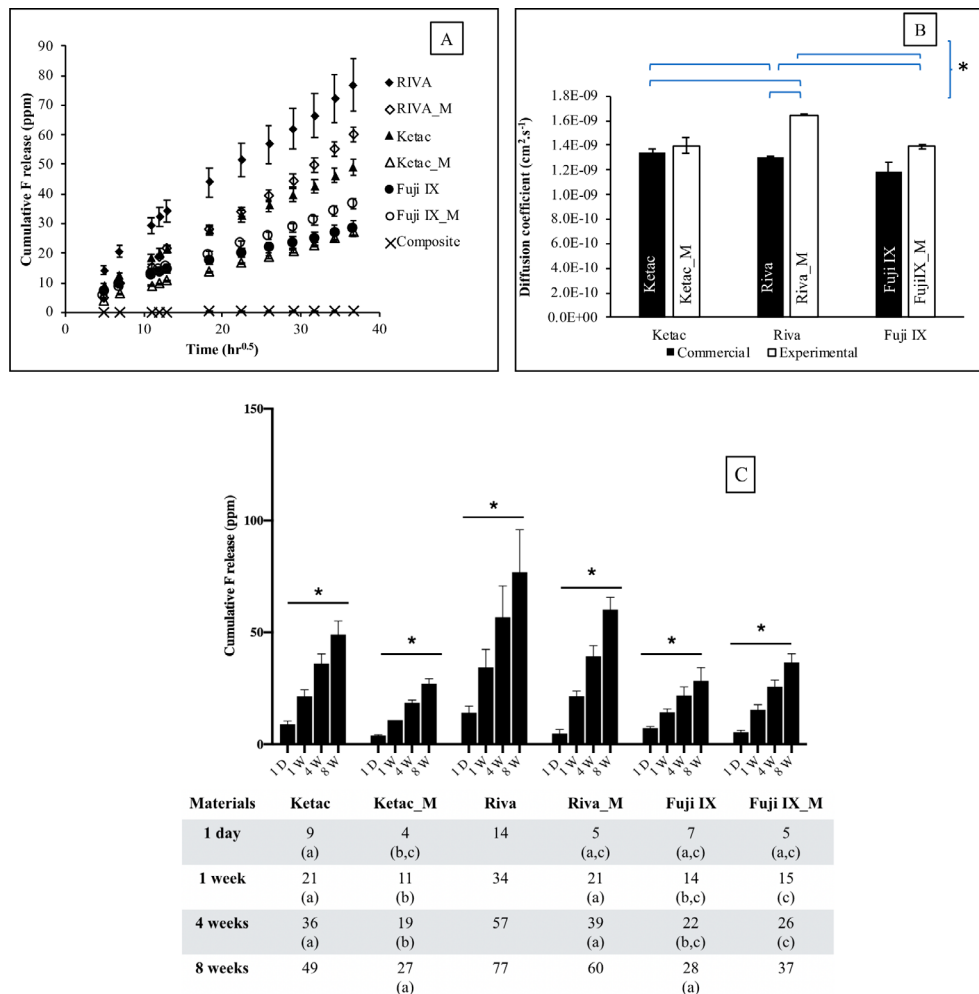 A
Cumulative F release (ppm)
90
80
70
60
50
40
30
20
10
0
0 10 20 30 40
Time (hr0.5)
RIVA
RIVA_M
Ketac
Ketac_M
Fuji IX
Fuji IX_M
Composite
B
*
Diffusion coefficient (cm2.s-1)
1.8E-09
1.6E-09
1.4E-09
1.2E-09
1.0E-09
8.0E-10
6.0E-10
4.0E-10
2.0E-10
0.0E+00
Ketac
Ketac_M
Riva
Riva_M
Fuji IX
FujiIX_M
Ketac Riva Fuji IX
Commercial Experimental
C
Cumulative F release (ppm)
150
100
50
0
* * * * * *
1 D 1 W 4 W 8 W 1 D 1 W 4 W 8 W 1 D 1 W 4 W 8 W 1 D 1 W 4 W 8 W 1 D 1 W 4 W 8 W 1 D 1 W 4 W 8 W
Materials Ketac Ketac_M Riva Riva_M Fuji IX Fuji IX_M
1 day 9 4 14 5 7 5
(a) (b,c) (a,c) (a,c) (a,c)
1 week 21 11 34 21 14 15
(a) (b) (a) (b,c) (c)
4 weeks 36 19 57 39 22 26
(a) (b) (a) (b,c) (c)
8 weeks 49 27 77 60 28 37
(a) (a)